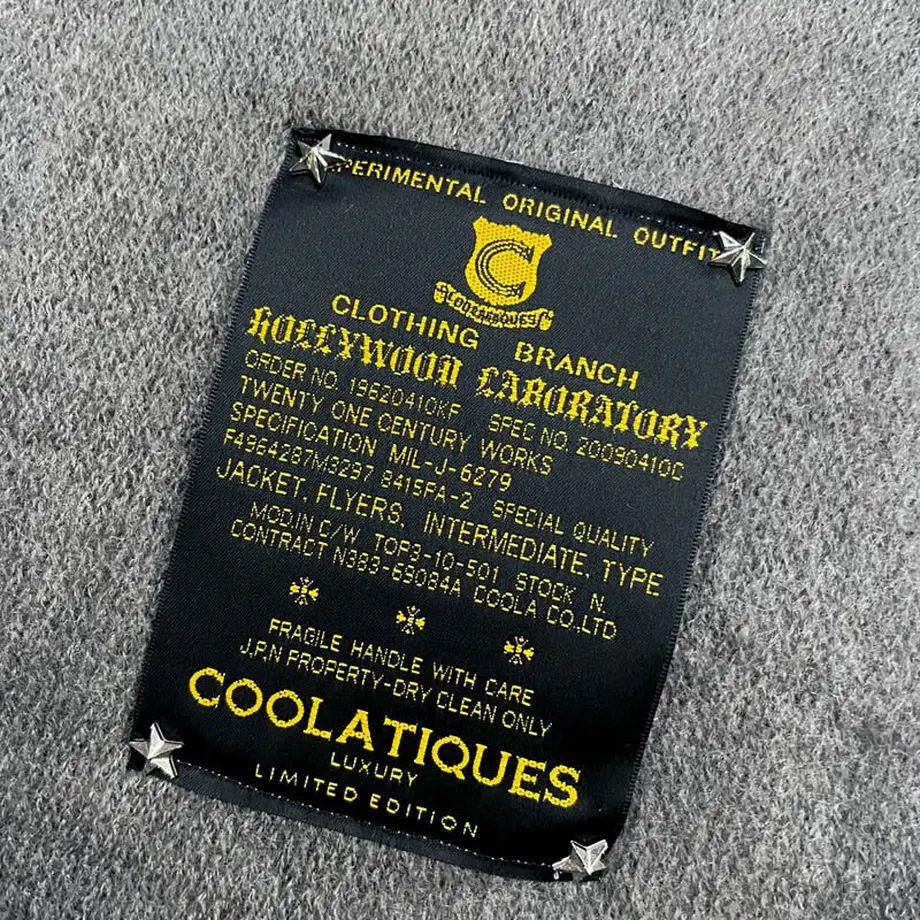 PERIMENTAL ORIGINAL OUTFIT
C
CLOTHING BRANCH
HOLLYWOOD LABORATORY
ORDER NO. 19620410KF SPEC NO. 20090410C
TWENTY ONE CENTURY WORKS
SPECIFICATION MIL-J-6279
F4964287M3297 8415FA-2 SPECIAL QUALITY
JACKET, FLYERS, INTERMEDIATE, TYPE
MOD.IN C/W TOP3-10-501 STOCK N.
CONTRACT N383-69084A COOLA CO.,LTD
FRAGILE HANDLE WITH CARE
J.P.N PROPERTY-DRY CLEAN ONLY
COOLATIQUES
LUXURY
LIMITED EDITION